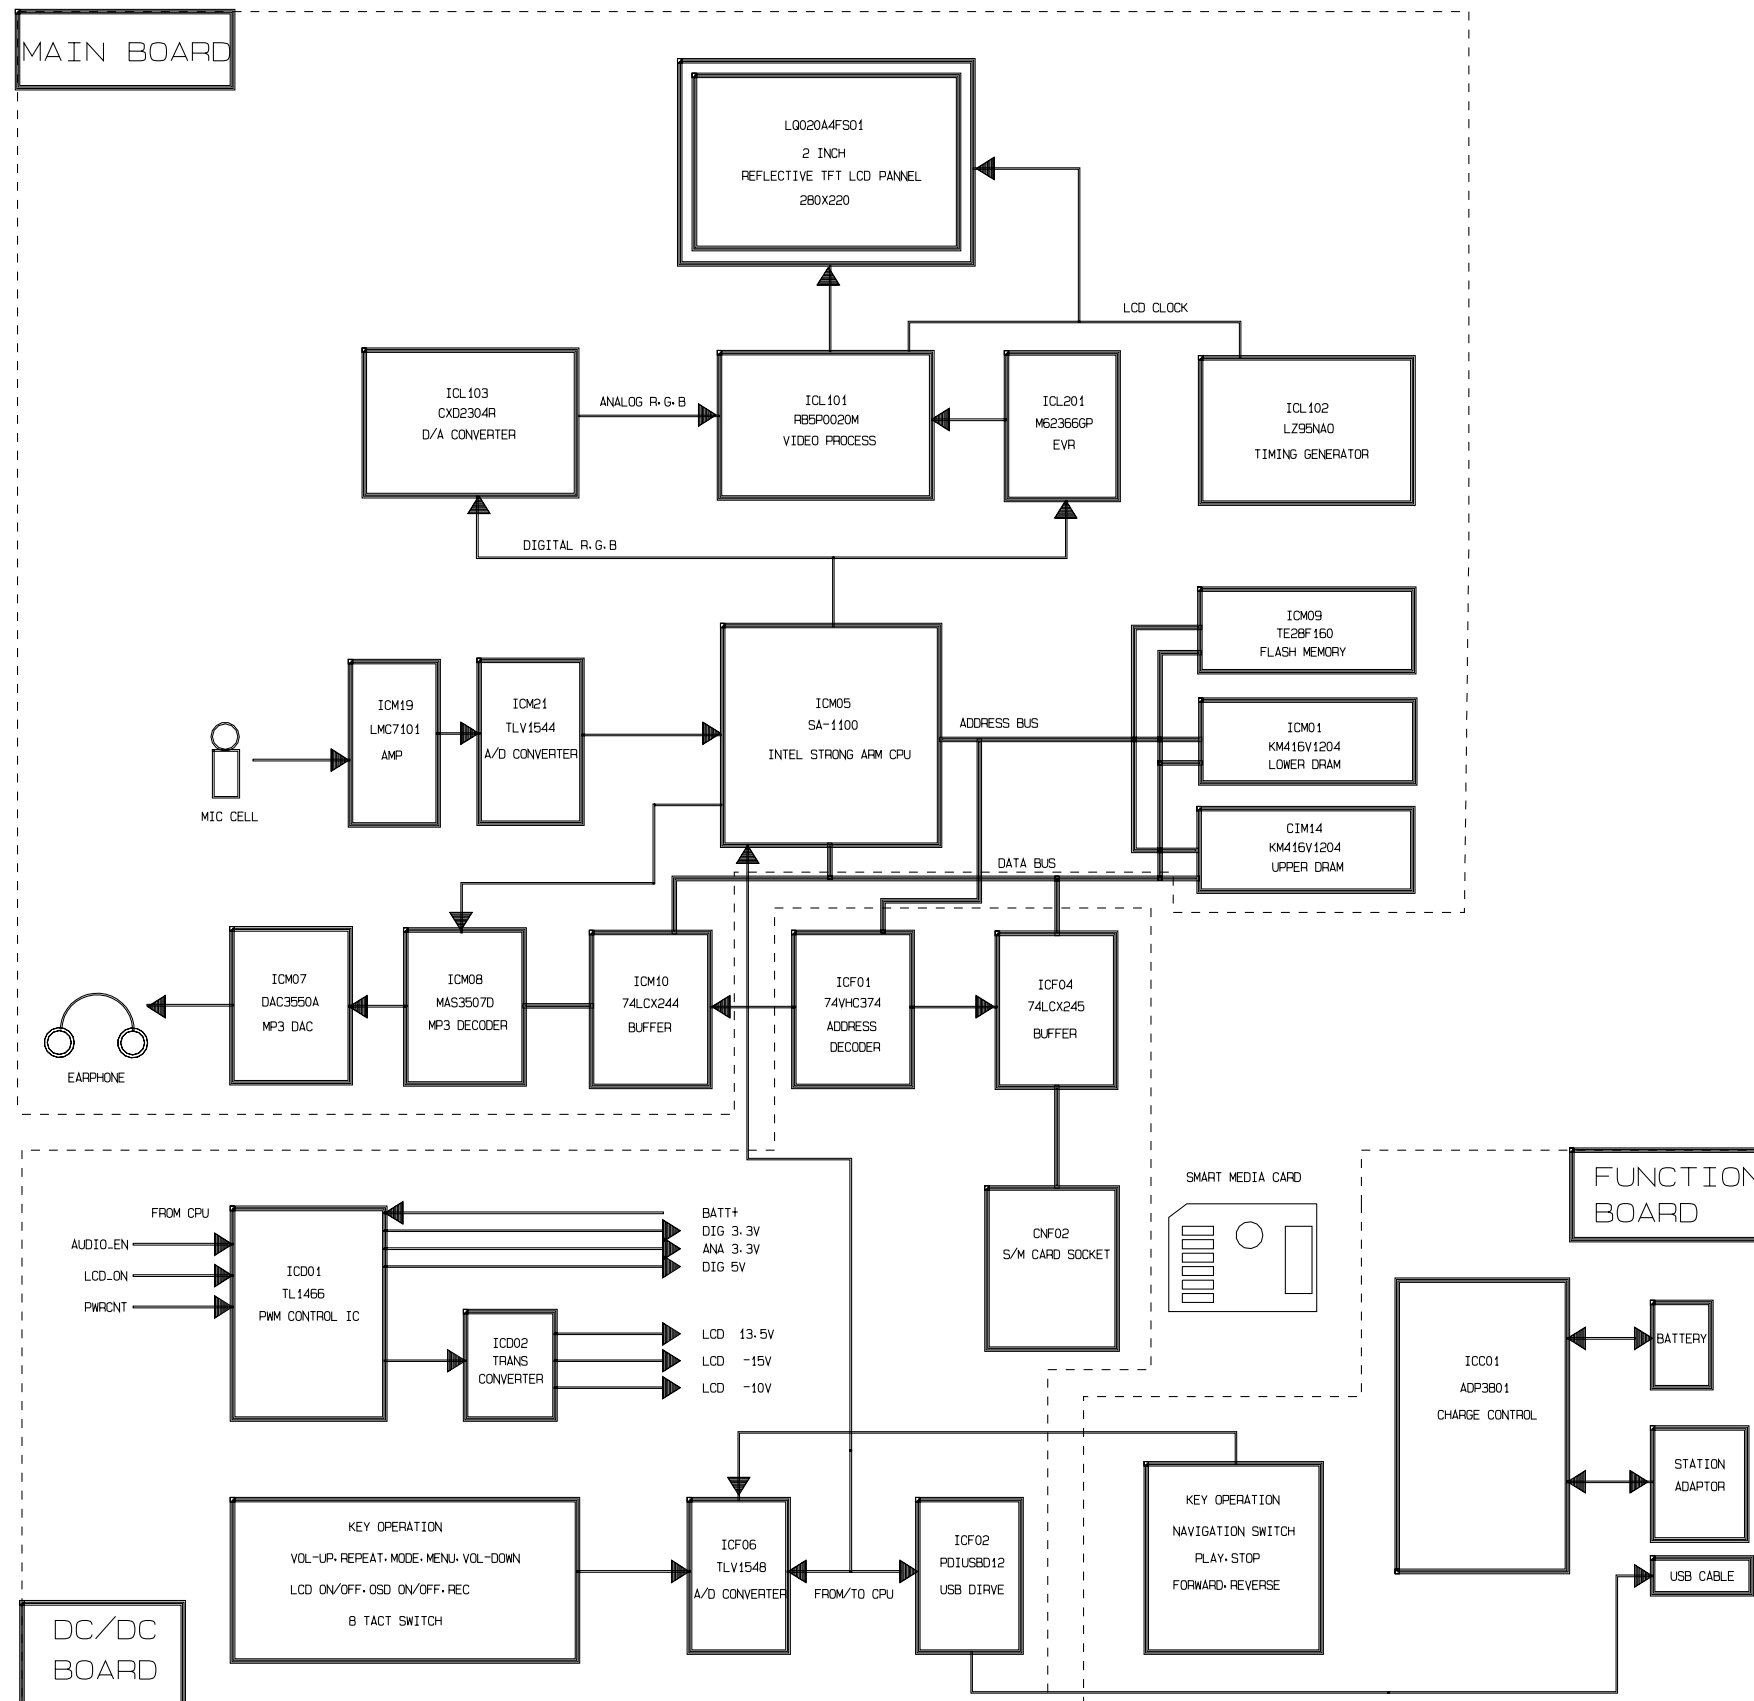 MAIN BOARD
LQ020A4FS01
2 INCH
REFLECTIVE TFT LCD PANNEL
280X220
LCD CLOCK
ICL103
CXD2304R
D/A CONVERTER
ANALOG R.G.B
ICL101
RB5P0020M
VIDEO PROCESS
ICL201
M62366GP
EVR
ICL102
LZ95NAO
TIMING GENERATOR
DIGITAL R.G.B
ICM09
TE28F160
FLASH MEMORY
ICM19
LMC7101
AMP
ICM21
TLV1544
A/D CONVERTER
ICM05
SA-1100
INTEL STRONG ARM CPU
ADDRESS BUS
ICM01
KM416V1204
LOWER DRAM
MIC CELL
CIM14
KM416V1204
UPPER DRAM
DATA BUS
ICM07
DAC3550A
MP3 DAC
ICM08
MAS3507D
MP3 DECODER
ICM10
74LCX244
BUFFER
ICF01
74VHC374
ADDRESS
DECODER
ICF04
74LCX245
BUFFER
EARPHONE
SMART MEDIA CARD
FUNCTION
BOARD
FROM CPU
AUDIO_EN
LCD_ON
PWRCNT
ICD01
TL1466
PWM CONTROL IC
BATT+
DIG 3.3V
ANA 3.3V
DIG 5V
CNF02
S/M CARD SOCKET
ICD02
TRANS
CONVERTER
LCD 13.5V
LCD -15V
LCD -10V
ICC01
ADP3801
CHARGE CONTROL
BATTERY
STATION
ADAPTOR
USB CABLE
KEY OPERATION
VOL-UP.REPEAT.MODE.MENU.VOL-DOWN
LCD ON/OFF.OSD ON/OFF.REC
8 TACT SWITCH
ICF06
TLV1548
A/D CONVERTER
FROM/TO CPU
ICF02
PDIUSBD12
USB DIRVE
KEY OPERATION
NAVIGATION SWITCH
PLAY.STOP
FORWARD.REVERSE
DC/DC
BOARD